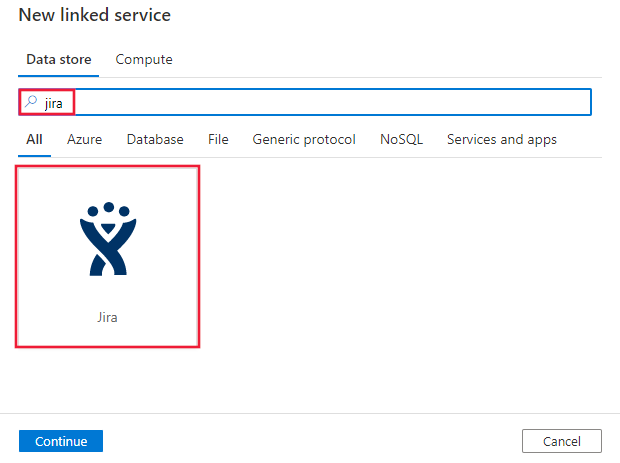 New linked service
Data store Compute
jira
All Azure Database File Generic protocol NoSQL Services and apps
Jira
Continue Cancel